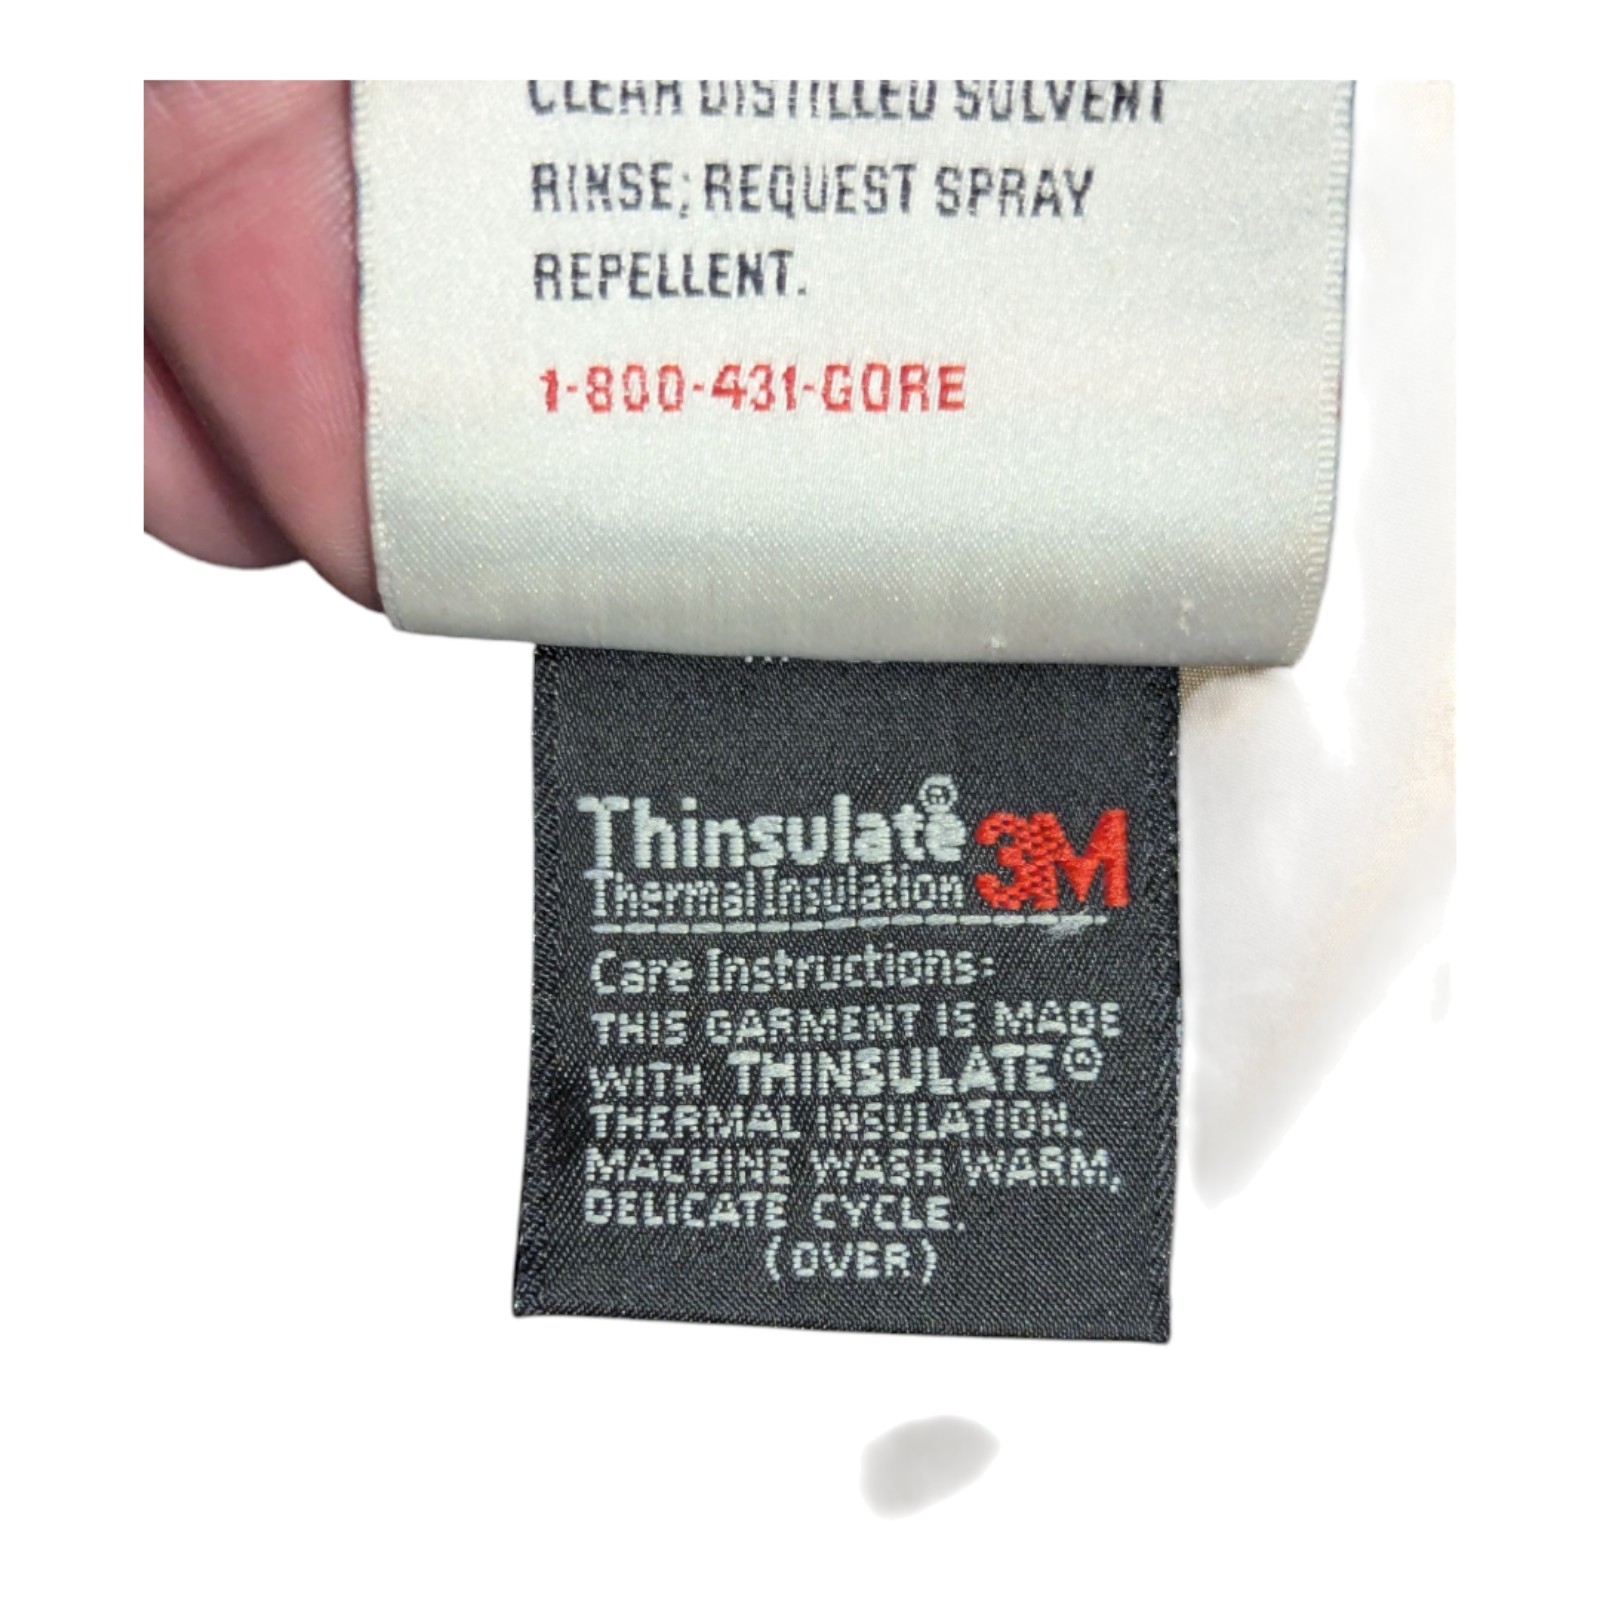 CLEAR DISTILLED SOLVENT
RINSE; REQUEST SPRAY
REPELLENT.
1-800-431-GORE
Thinsulate® 3M
Thermal Insulation
Care Instructions:
THIS GARMENT IS MADE
WITH THINSULATE®
THERMAL INSULATION.
MACHINE WASH WARM,
DELICATE CYCLE.
(OVER)